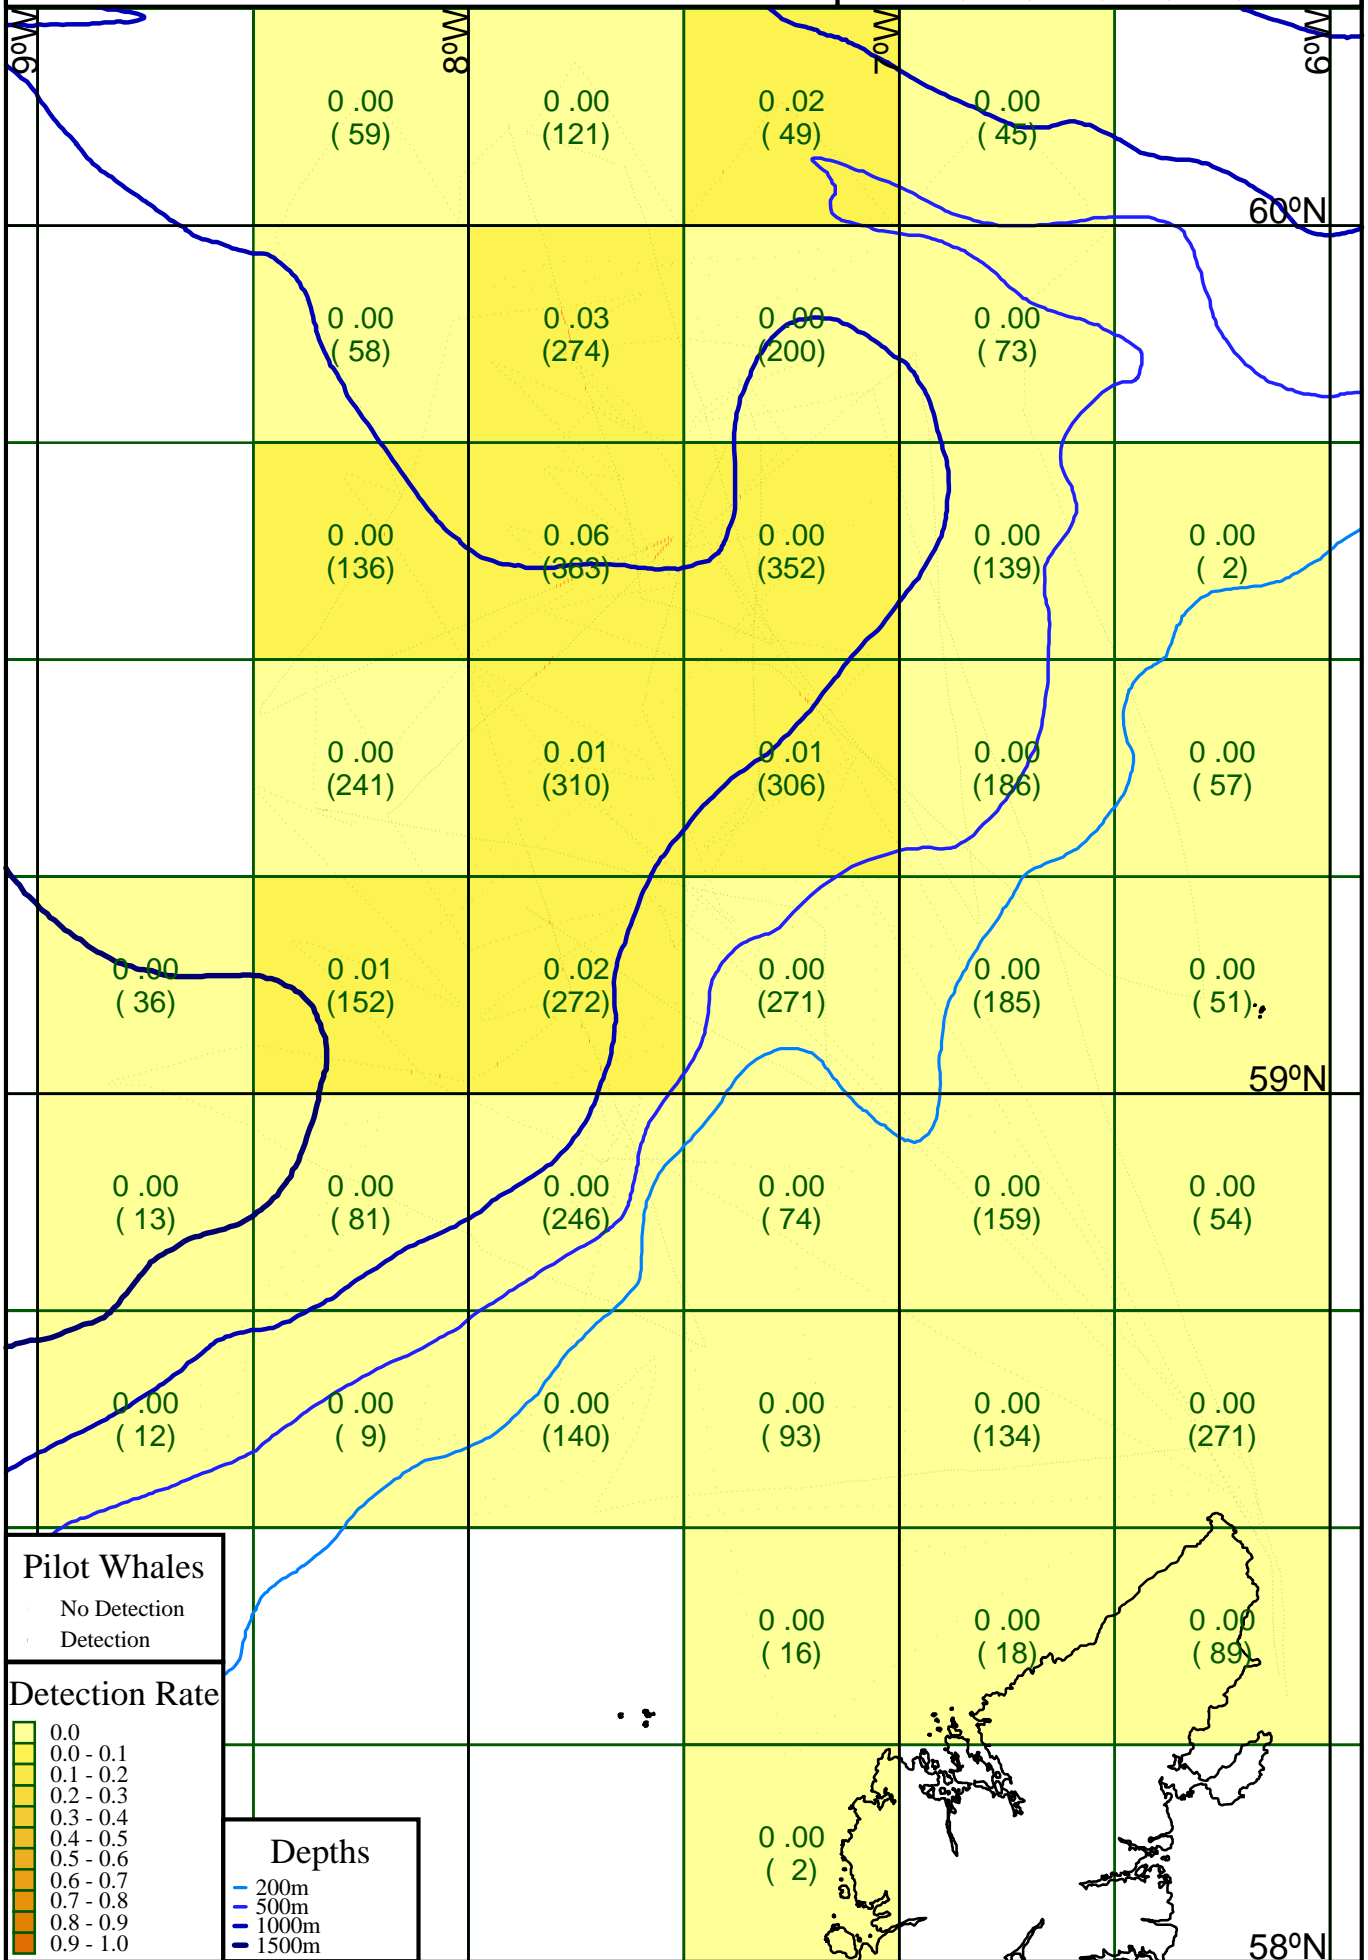 9ºW 8ºW 7ºW 6ºW
0 .00 0 .00 0 .02 0 .00
( 59) (121) ( 49) ( 45)
60ºN
0 .00 0 .03 0 .00 0 .00
( 58) (274) (200) ( 73)
0 .00 0 .06 0 .00 0 .00 0 .00
(136) (363) (352) (139) ( 2)
0 .00 0 .01 0 .01 0 .00 0 .00
(241) (310) (306) (186) ( 57)
0 .00 0 .01 0 .02 0 .00 0 .00 0 .00
( 36) (152) (272) (271) (185) ( 51)
59ºN
0 .00 0 .00 0 .00 0 .00 0 .00 0 .00
( 13) ( 81) (246) ( 74) (159) ( 54)
0 .00 0 .00 0 .00 0 .00 0 .00 0 .00
( 12) ( 9) (140) ( 93) (134) (271)
0 .00 0 .00 0 .00
( 16) ( 18) ( 89)
0 .00
( 2)
58ºN
Pilot Whales
No Detection
Detection
Detection Rate
0.0
0.0 - 0.1
0.1 - 0.2
0.2 - 0.3
0.3 - 0.4
0.4 - 0.5
0.5 - 0.6
0.6 - 0.7
0.7 - 0.8
0.8 - 0.9
0.9 - 1.0
Depths
200m
500m
1000m
1500m